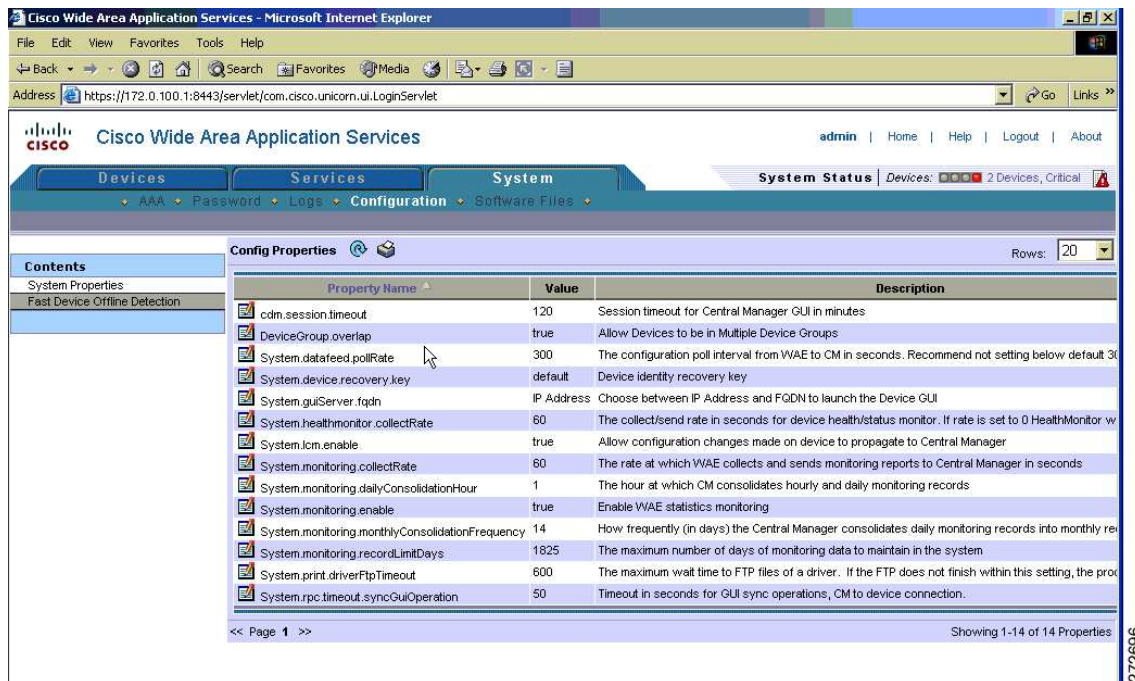 Cisco Wide Area Application Services - Microsoft Internet Explorer
File Edit View Favorites Tools Help
Back Search Favorites Media
Address https://172.0.100.1:8443/servlet/com.cisco.unicorn.ui.LoginServlet Go Links »
CISCO Cisco Wide Area Application Services admin | Home | Help | Logout | About
Devices Services System System Status | Devices: 2 Devices, Critical
AAA Password Logs Configuration Software Files
Config Properties Rows: 20
Contents
System Properties
Fast Device Offline Detection
Property Name Value Description
cdm.session.timeout 120 Session timeout for Central Manager GUI in minutes
DeviceGroup.overlap true Allow Devices to be in Multiple Device Groups
System.datafeed.pollRate 300 The configuration poll interval from WAE to CM in seconds. Recommend not setting below default 30
System.device.recovery.key default Device identity recovery key
System.guiServer.fqdn IP Address Choose between IP Address and FQDN to launch the Device GUI
System.healthmonitor.collectRate 60 The collect/send rate in seconds for device health/status monitor. If rate is set to 0 HealthMonitor w
System.lcm.enable true Allow configuration changes made on device to propagate to Central Manager
System.monitoring.collectRate 60 The rate at which WAE collects and sends monitoring reports to Central Manager in seconds
System.monitoring.dailyConsolidationHour 1 The hour at which CM consolidates hourly and daily monitoring records
System.monitoring.enable true Enable WAE statistics monitoring
System.monitoring.monthlyConsolidationFrequency 14 How frequently (in days) the Central Manager consolidates daily monitoring records into monthly re
System.monitoring.recordLimitDays 1825 The maximum number of days of monitoring data to maintain in the system
System.print.driverFtpTimeout 600 The maximum wait time to FTP files of a driver. If the FTP does not finish within this setting, the proc
System.rpc.timeout.syncGuiOperation 50 Timeout in seconds for GUI sync operations, CM to device connection.
<< Page 1 >> Showing 1-14 of 14 Properties
272696